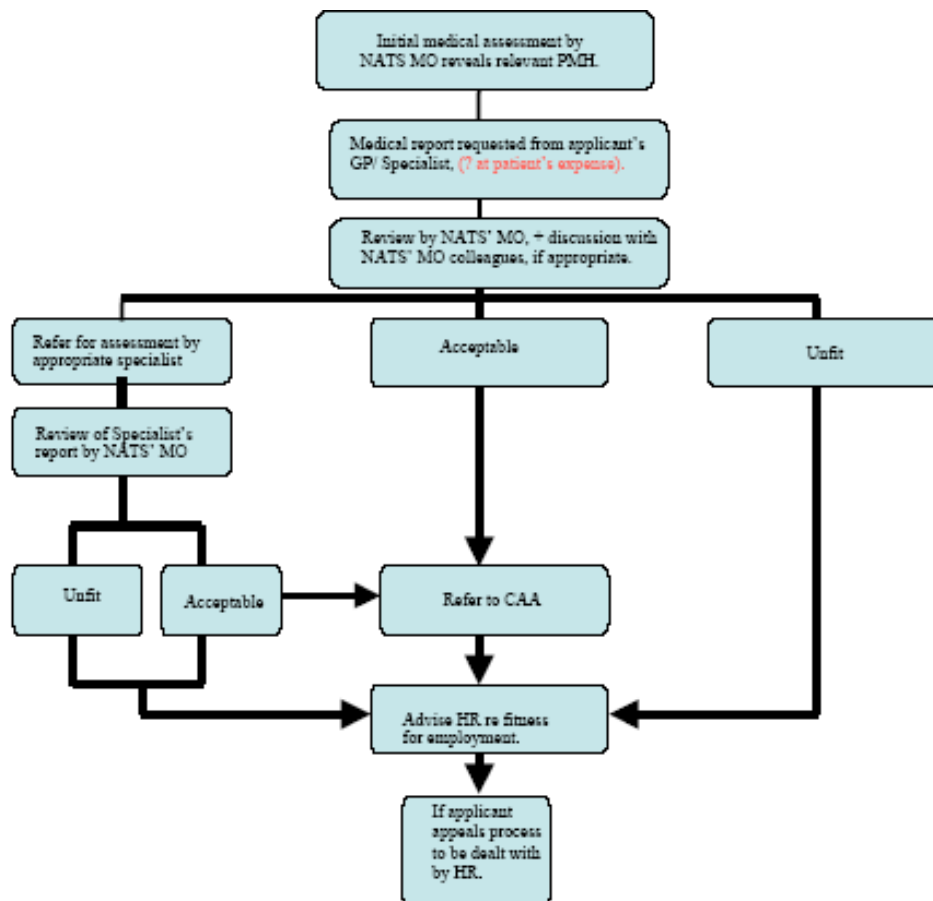 Initial medical assessment by
NATS MO reveals relevant PMH.
Medical report requested from applicant's
GP/ Specialist, (? at patient's expense).
Review by NATS' MO, + discussion with
NATS' MO colleagues, if appropriate.
Refer for assessment by
appropriate specialist
Acceptable
Unfit
Review of Specialist's
report by NATS' MO
Unfit
Acceptable
Refer to CAA
Advise HR re fitness
for employment.
If applicant
appeals process
to be dealt with
by HR.